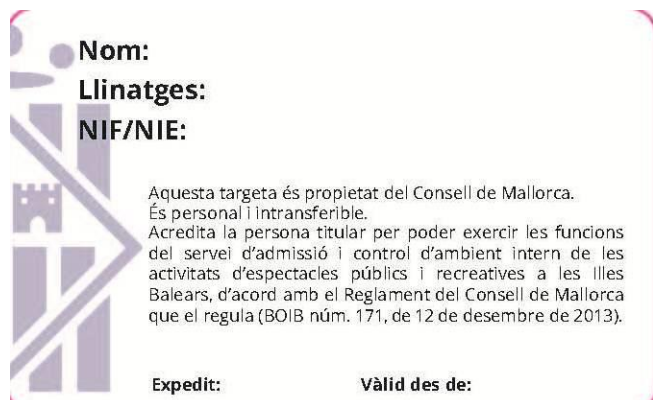 Nom:
Llinatges:
NIF/NIE:
Aquesta targeta és propietat del Consell de Mallorca.
És personal i intransferible.
Acredita la persona titular per poder exercir les funcions
del servei d'admissió i control d'ambient intern de les
activitats d'espectacles públics i recreatives a les Illes
Balears, d'acord amb el Reglament del Consell de Mallorca
que el regula (BOIB núm. 171, de 12 de desembre de 2013).
Expedit: Vàlid des de: